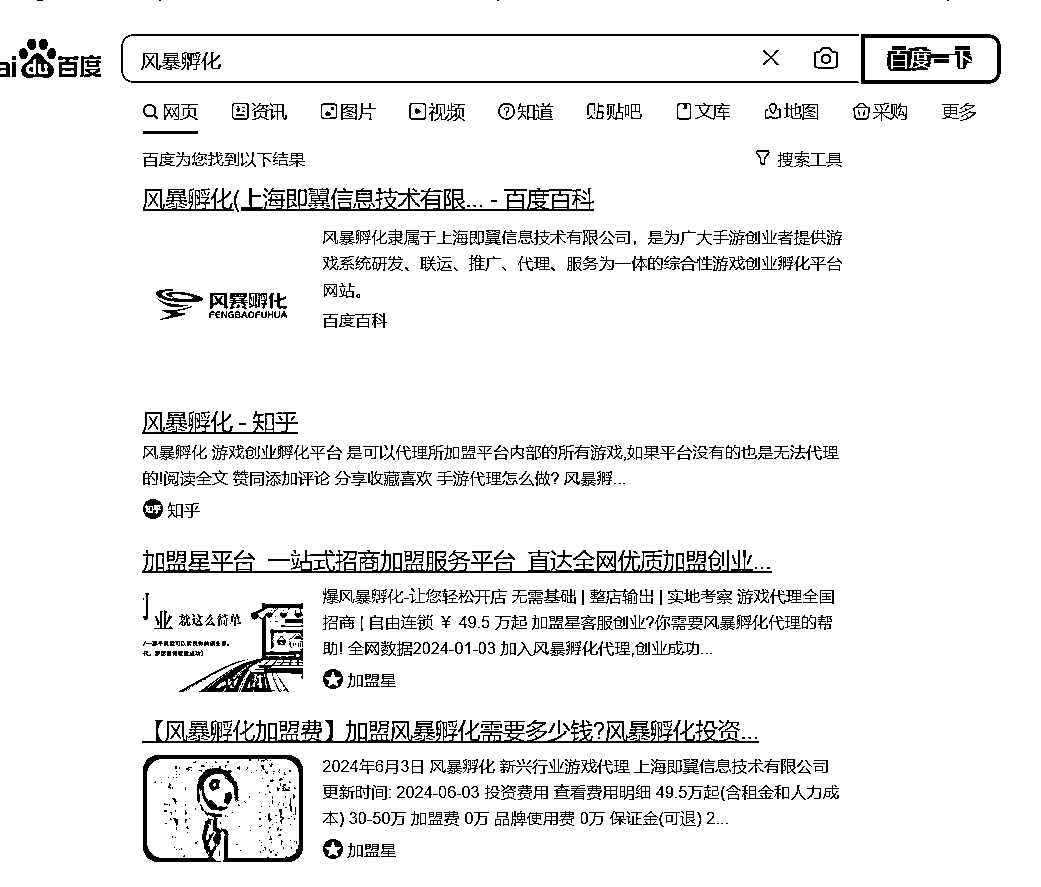 百度
风暴孵化
百度一下
网页 资讯 图片 视频 知道 贴吧 文库 地图 采购 更多
百度为您找到以下结果 搜索工具
风暴孵化(上海即翼信息技术有限... - 百度百科
风暴孵化隶属于上海即翼信息技术有限公司，是为广大手游创业者提供游
戏系统研发、联运、推广、代理、服务为一体的综合性游戏创业孵化平台
网站。
风暴孵化
FENGBAOFUHUA
百度百科
风暴孵化 - 知乎
风暴孵化 游戏创业孵化平台 是可以代理所加盟平台内部的所有游戏,如果平台没有的也是无法代理
的!阅读全文 赞同添加评论 分享收藏喜欢 手游代理怎么做? 风暴孵...
知乎
加盟星平台_一站式招商加盟服务平台_直达全网优质加盟创业...
爆风暴孵化-让您轻松开店 无需基础 | 整店输出 | 实地考察 游戏代理全国
招商 | 自由连锁 ￥ 49.5 万起 加盟星客服创业?你需要风暴孵化代理的帮
助! 全网数据2024-01-03 加入风暴孵化代理,创业成功...
业 就这么简单
加盟星
【风暴孵化加盟费】加盟风暴孵化需要多少钱?风暴孵化投资...
2024年6月3日 风暴孵化 新兴行业游戏代理 上海即翼信息技术有限公司
更新时间: 2024-06-03 投资费用 查看费用明细 49.5万起(含租金和人力成
本) 30-50万 加盟费 0万 品牌使用费 0万 保证金(可退) 2...
加盟星